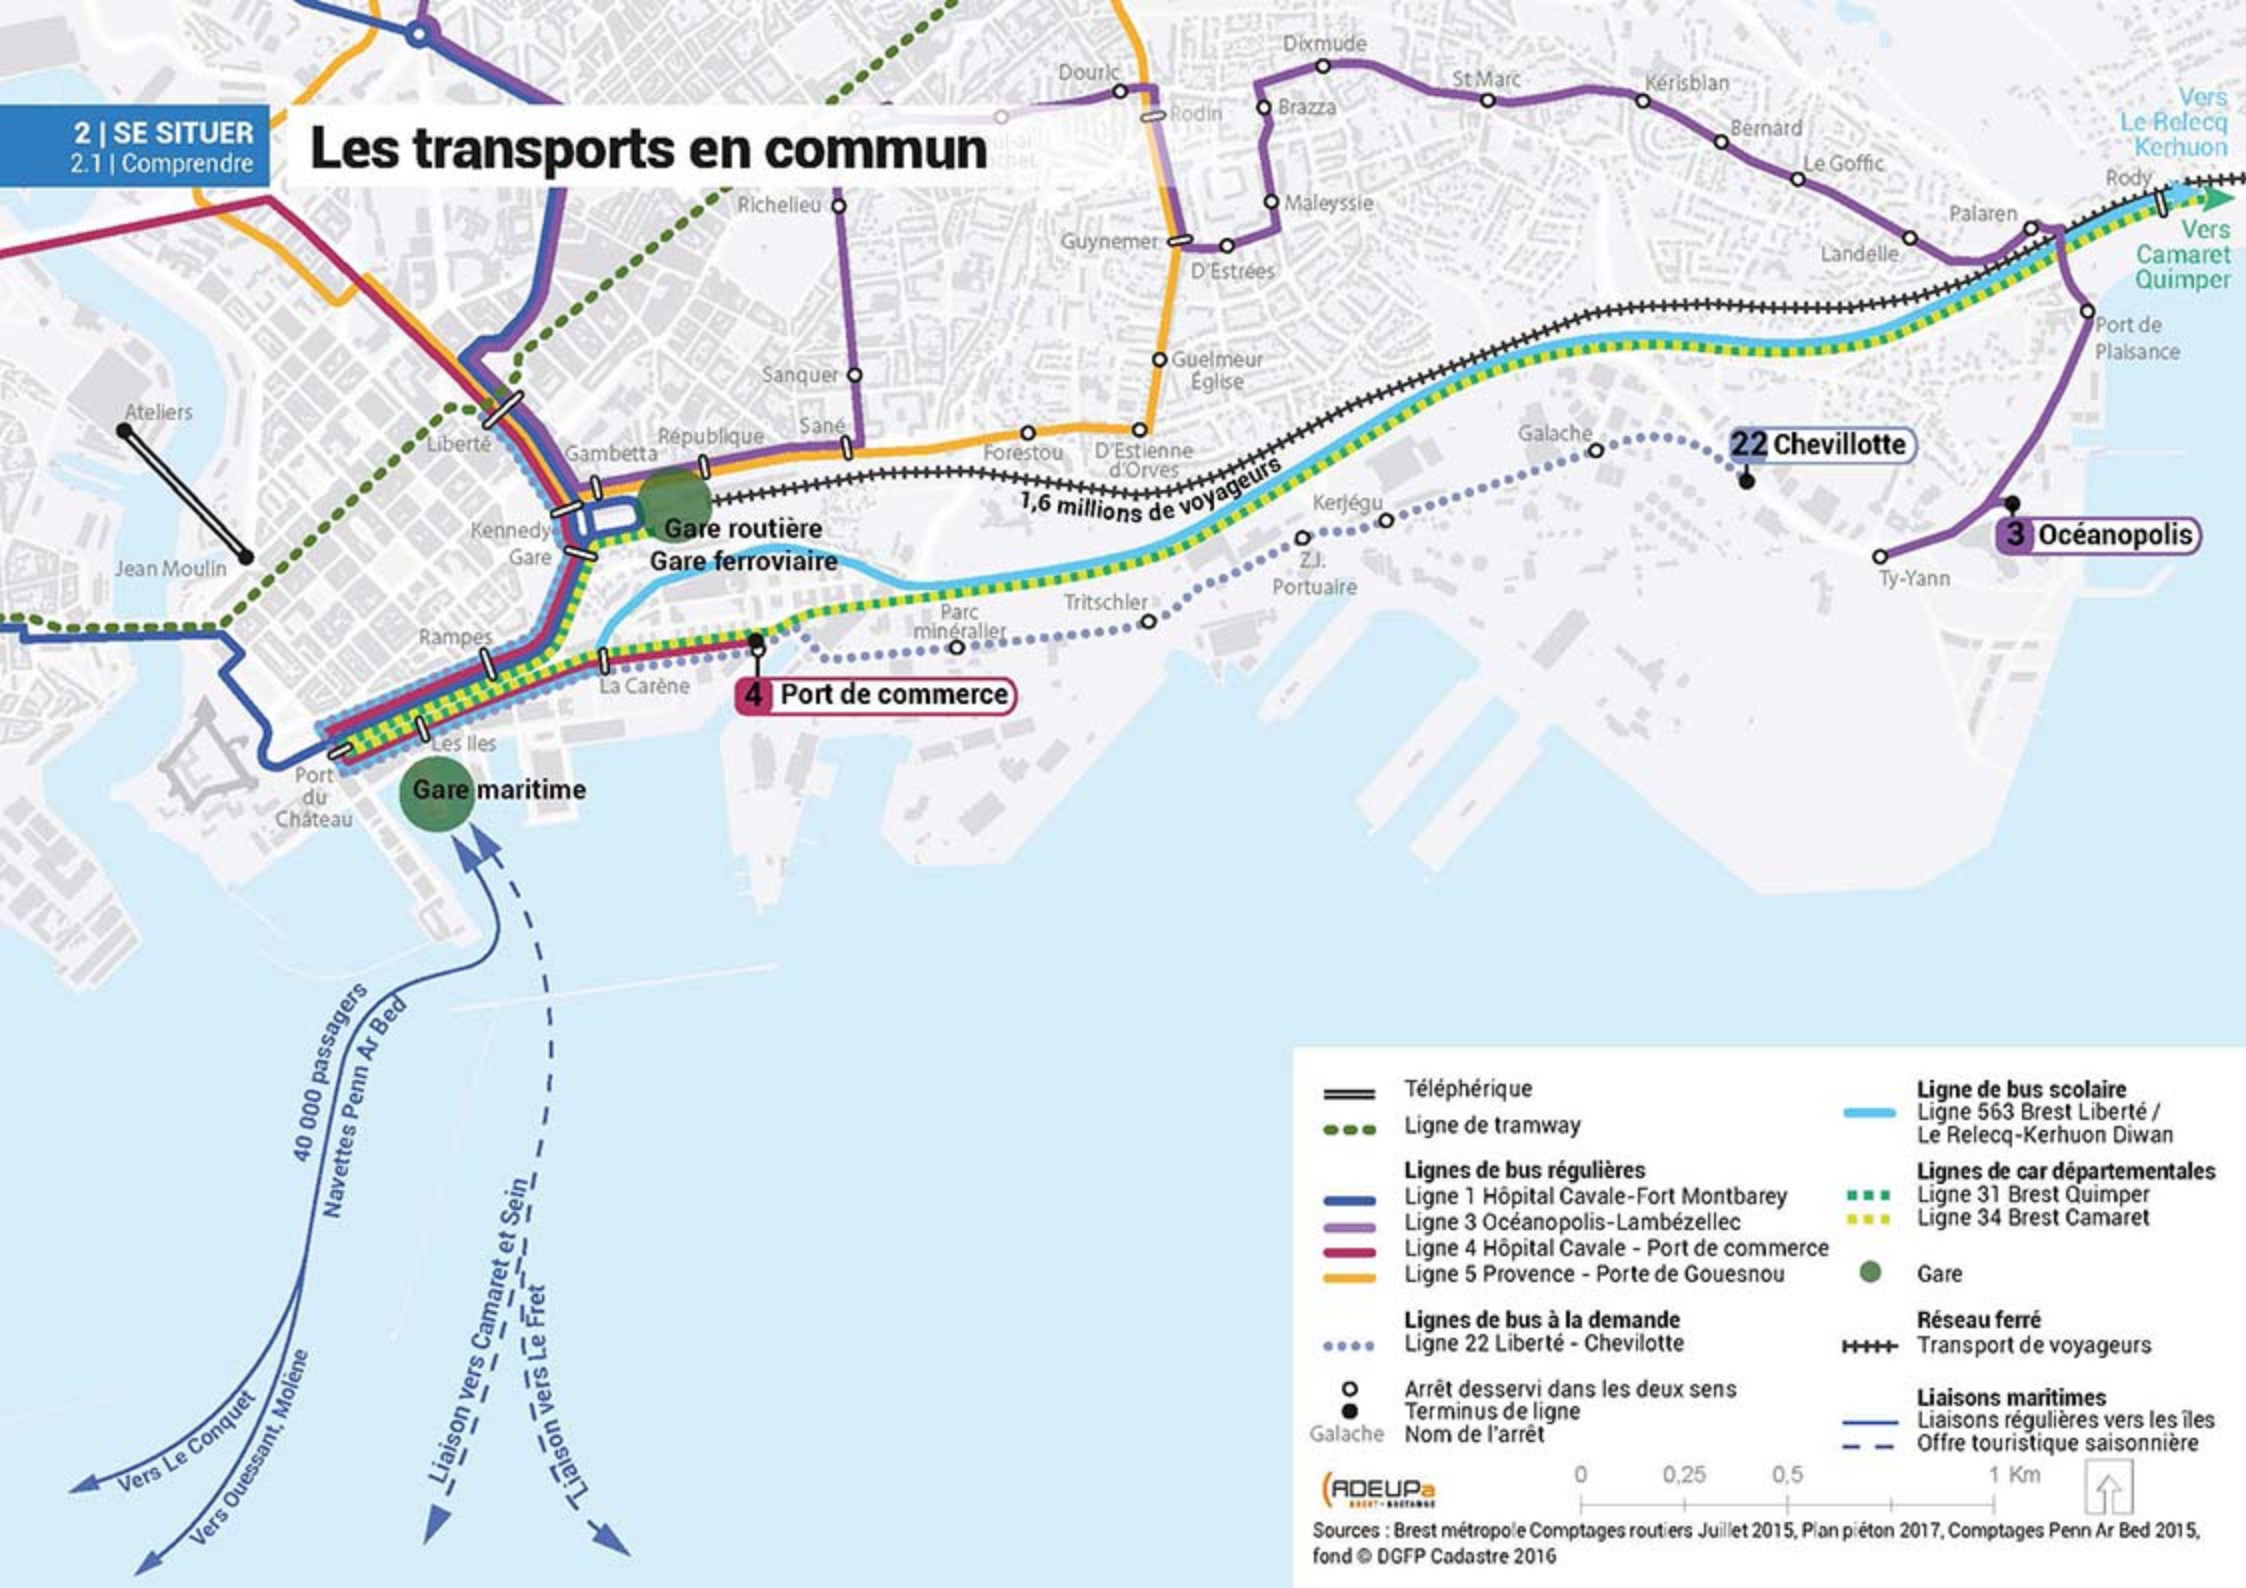 2 | SE SITUER
2.1 | Comprendre
Les transports en commun
Dixmude
Douric
Rodin
Brazza
St Marc
Kérisbian
Bernard
Le Goffic
Vers
Le Relecq
Kerhuon
Rody
Richelieu
Maleyssie
Guynemer
D'Estrées
Palaren
Landelle
Vers
Camaret
Quimper
Port de
Plaisance
Guelmeur
Église
Sanquer
Ateliers
Liberté
Gambetta
République
Sané
Forestou
D'Estienne
d'Orves
Galache
22 Chevillotte
1,6 millions de voyageurs
Kerjégu
Kennedy
Gare
Gare routière
Gare ferroviaire
Jean Moulin
Z.I.
Portuaire
3 Océanopolis
Ty-Yann
Rampes
Parc
minéralier
Tritschler
La Carène
4 Port de commerce
Les Iles
Port
du
Château
Gare maritime
40 000 passagers
Navettes Penn Ar Bed
Liaison vers Camaret et Sein
Liaison vers Le Fret
Vers Le Conquet
Vers Ouessant, Molène
Téléphérique
Ligne de tramway
Lignes de bus régulières
Ligne 1 Hôpital Cavale-Fort Montbarey
Ligne 3 Océanopolis-Lambézellec
Ligne 4 Hôpital Cavale - Port de commerce
Ligne 5 Provence - Porte de Gouesnou
Lignes de bus à la demande
Ligne 22 Liberté - Chevilotte
Arrêt desservi dans les deux sens
Terminus de ligne
Galache Nom de l'arrêt
Ligne de bus scolaire
Ligne 563 Brest Liberté /
Le Relecq-Kerhuon Diwan
Lignes de car départementales
Ligne 31 Brest Quimper
Ligne 34 Brest Camaret
Gare
Réseau ferré
Transport de voyageurs
Liaisons maritimes
Liaisons régulières vers les îles
Offre touristique saisonnière
ADEUPa
BREST • BRETAGNE
0 0,25 0,5 1 Km
Sources : Brest métropole Comptages routiers Juillet 2015, Plan piéton 2017, Comptages Penn Ar Bed 2015,
fond © DGFP Cadastre 2016